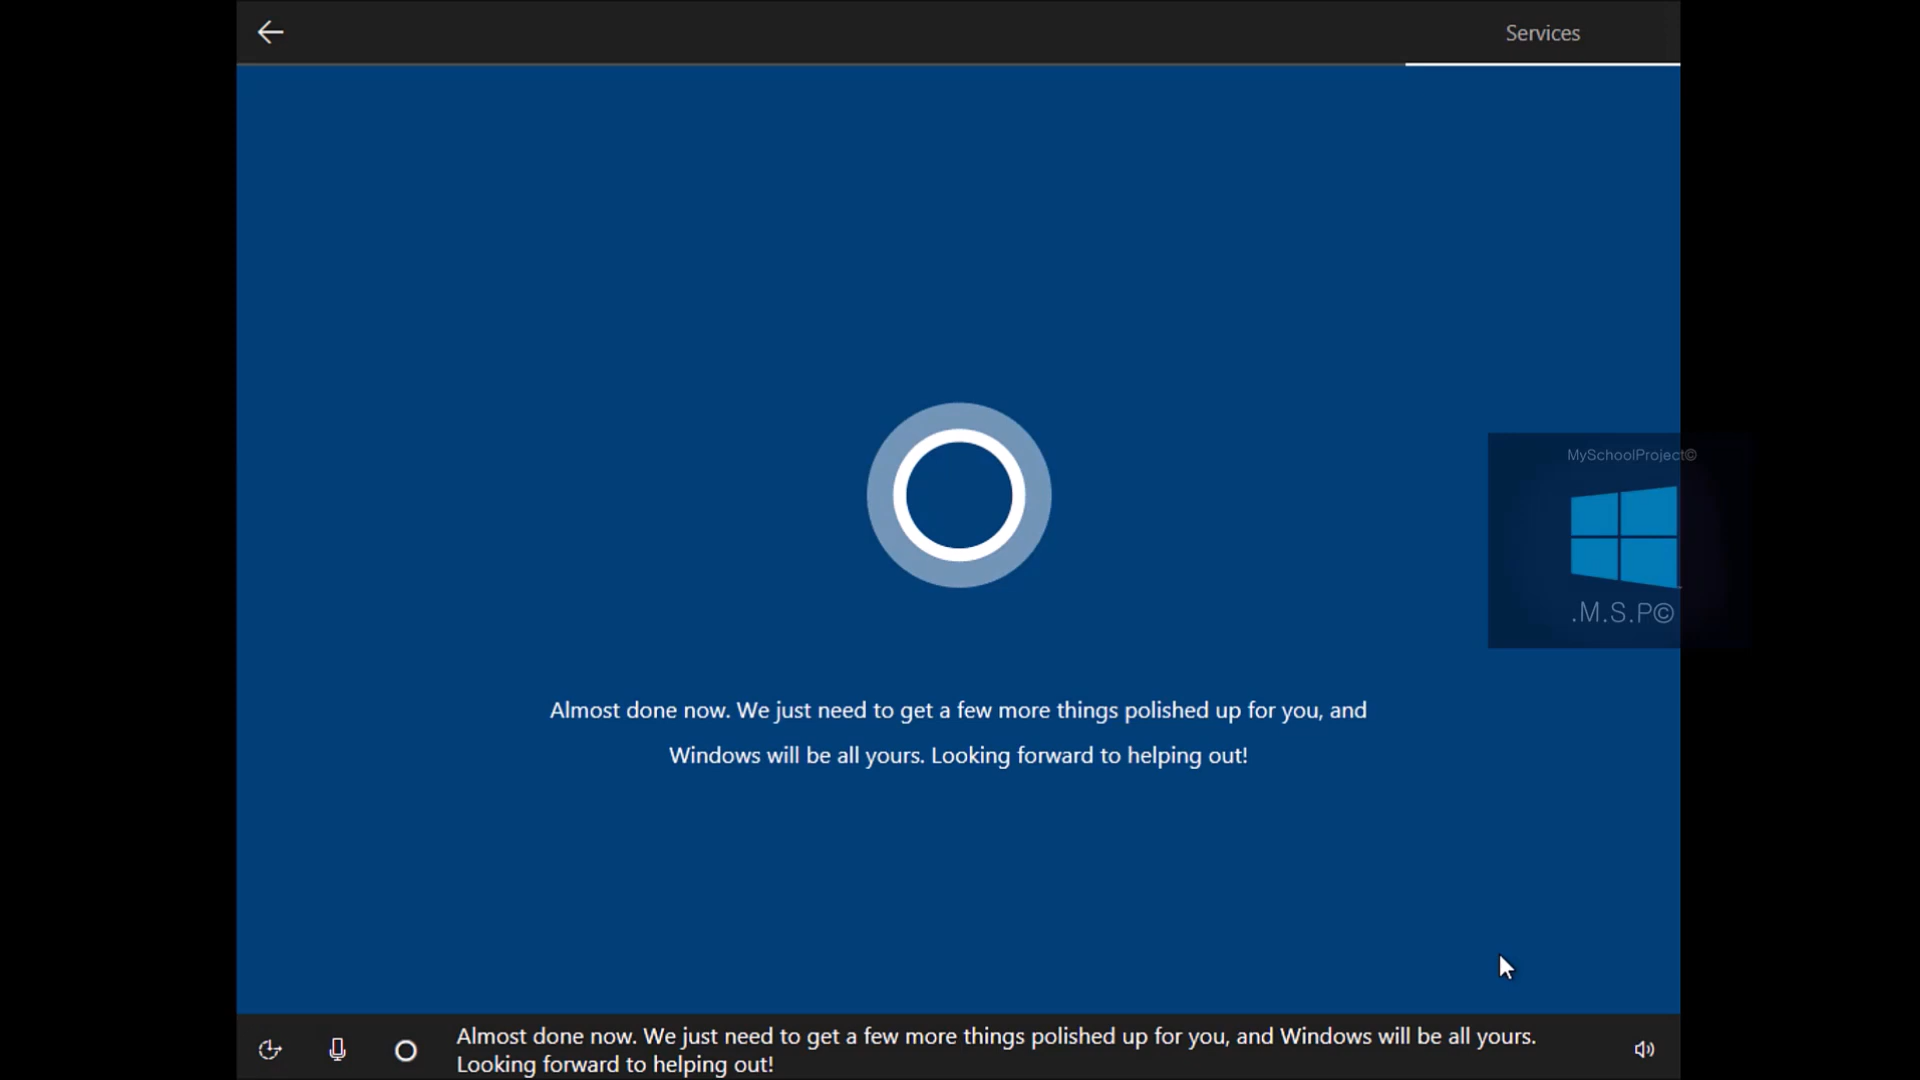 Services
MySchoolProject©
.M.S.P©
Almost done now. We just need to get a few more things polished up for you, and
Windows will be all yours. Looking forward to helping out!
Almost done now. We just need to get a few more things polished up for you, and Windows will be all yours.
Looking forward to helping out!